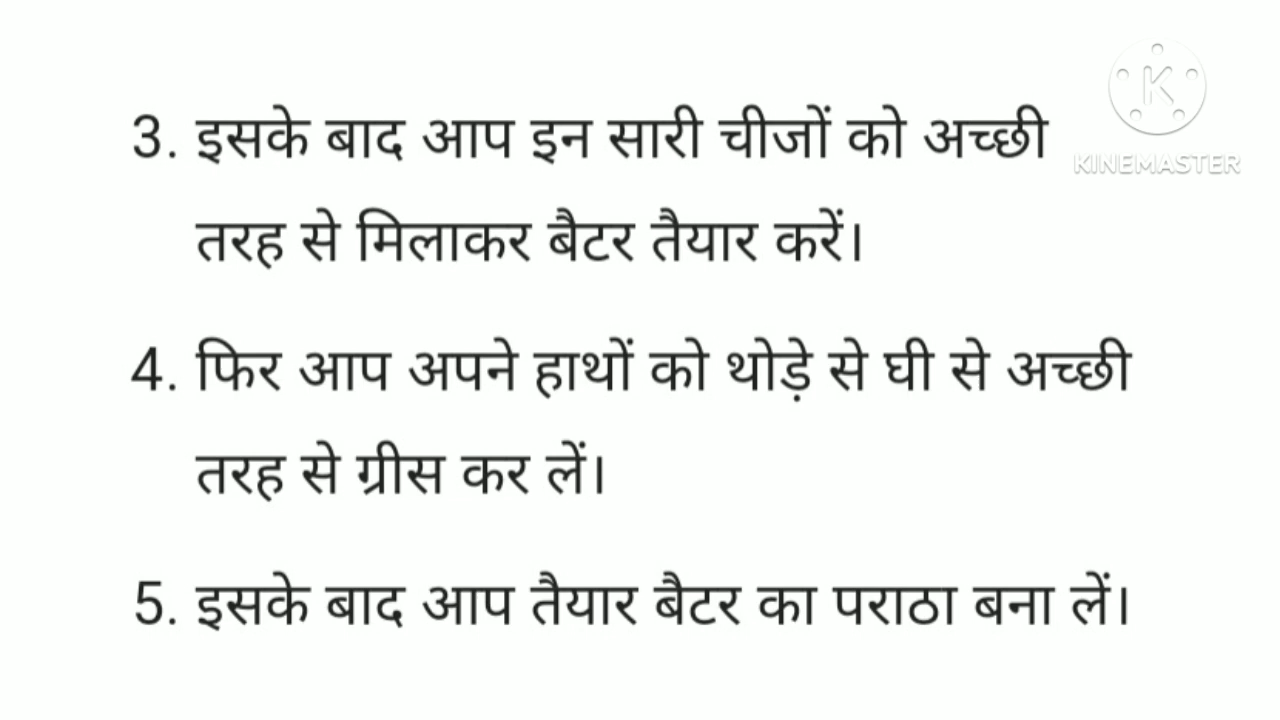 3. इसके बाद आप इन सारी चीजों को अच्छी
तरह से मिलाकर बैटर तैयार करें।
4. फिर आप अपने हाथों को थोड़े से घी से अच्छी
तरह से ग्रीस कर लें।
5. इसके बाद आप तैयार बैटर का पराठा बना लें।
K
KINEMASTER